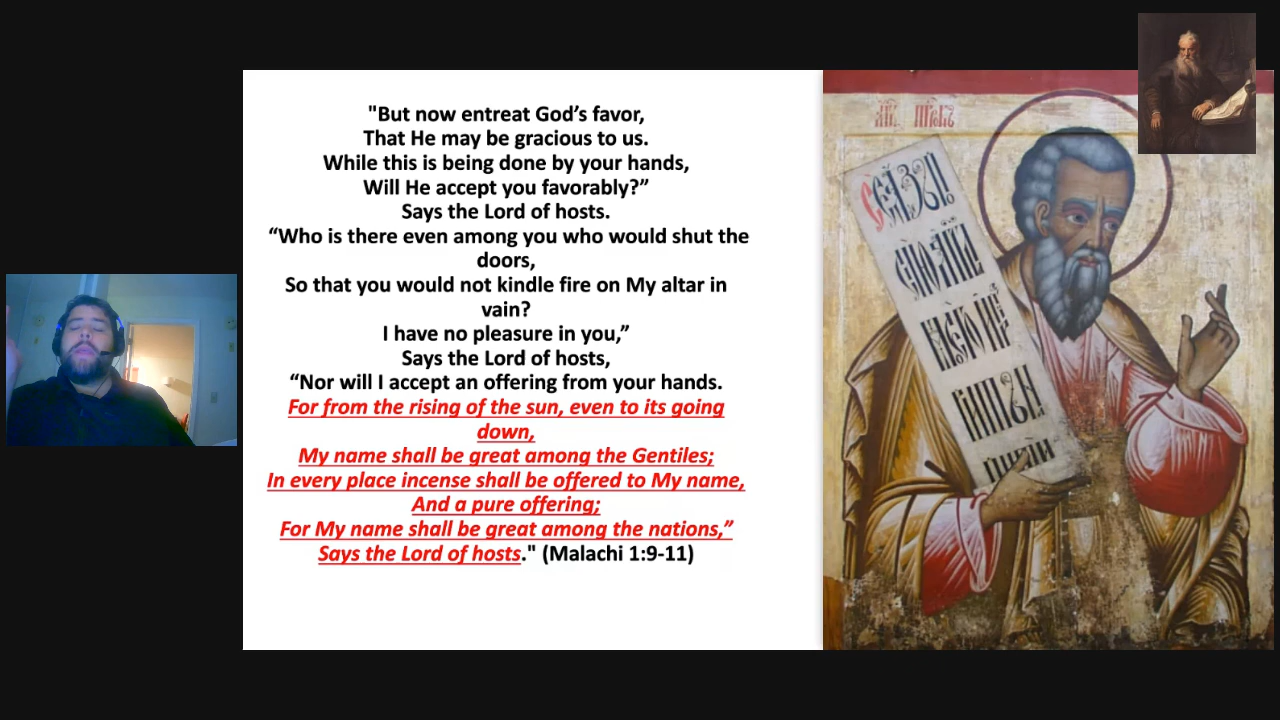 "But now entreat God’s favor,
That He may be gracious to us.
While this is being done by your hands,
Will He accept you favorably?”
Says the Lord of hosts.
“Who is there even among you who would shut the
doors,
So that you would not kindle fire on My altar in
vain?
I have no pleasure in you,”
Says the Lord of hosts,
“Nor will I accept an offering from your hands.
For from the rising of the sun, even to its going
down,
My name shall be great among the Gentiles;
In every place incense shall be offered to My name,
And a pure offering;
For My name shall be great among the nations,”
Says the Lord of hosts." (Malachi 1:9-11)